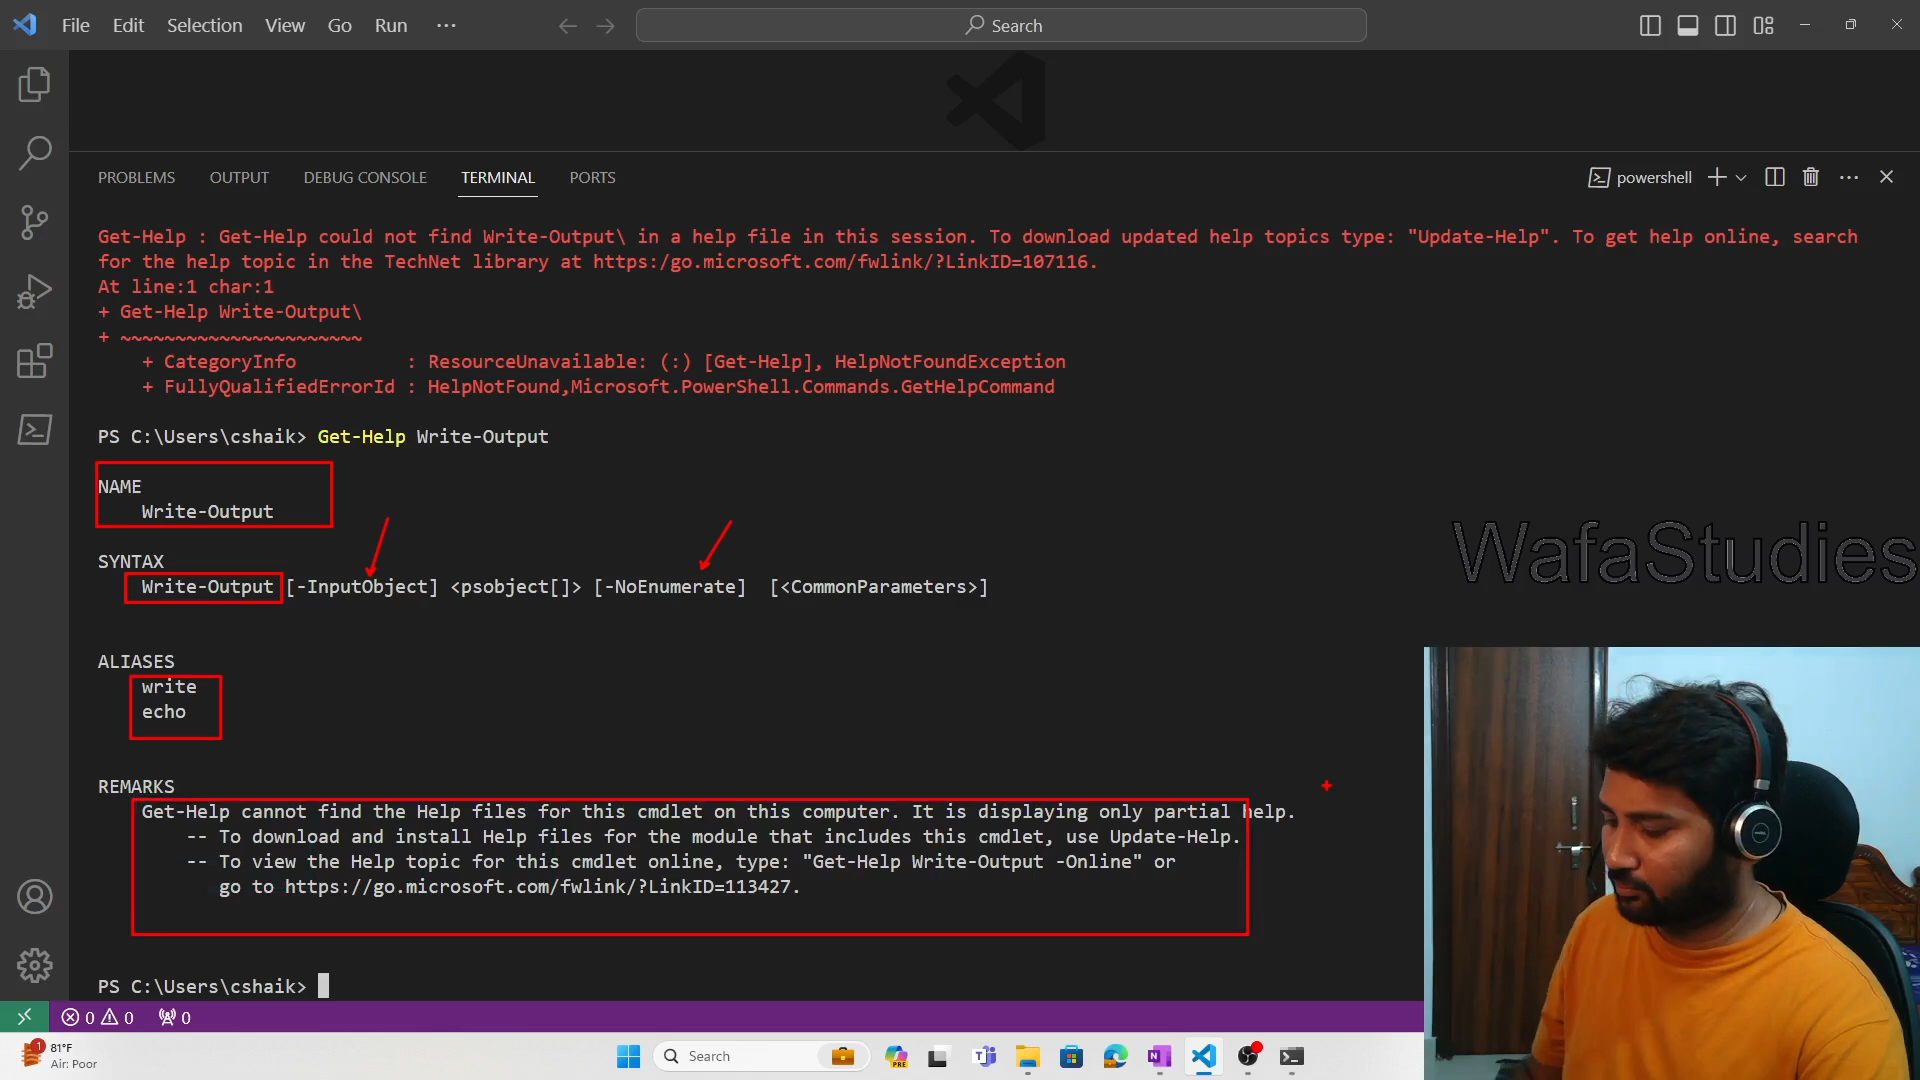 File Edit Selection View Go Run ···
Search
PROBLEMS OUTPUT DEBUG CONSOLE TERMINAL PORTS
powershell
Get-Help : Get-Help could not find Write-Output\ in a help file in this session. To download updated help topics type: "Update-Help". To get help online, search
for the help topic in the TechNet library at https:/go.microsoft.com/fwlink/?LinkID=107116.
At line:1 char:1
+ Get-Help Write-Output\
+ ~~~~~~~~~~~~~~~~~~~~~~
+ CategoryInfo : ResourceUnavailable: (:) [Get-Help], HelpNotFoundException
+ FullyQualifiedErrorId : HelpNotFound,Microsoft.PowerShell.Commands.GetHelpCommand
PS C:\Users\cshaik> Get-Help Write-Output
NAME
Write-Output
SYNTAX
Write-Output [-InputObject] <psobject[]> [-NoEnumerate] [<CommonParameters>]
WafaStudies
ALIASES
write
echo
REMARKS
Get-Help cannot find the Help files for this cmdlet on this computer. It is displaying only partial help.
-- To download and install Help files for the module that includes this cmdlet, use Update-Help.
-- To view the Help topic for this cmdlet online, type: "Get-Help Write-Output -Online" or
go to https://go.microsoft.com/fwlink/?LinkID=113427.
PS C:\Users\cshaik>
0 0 0
1 81°F
Air: Poor
Search
PRE